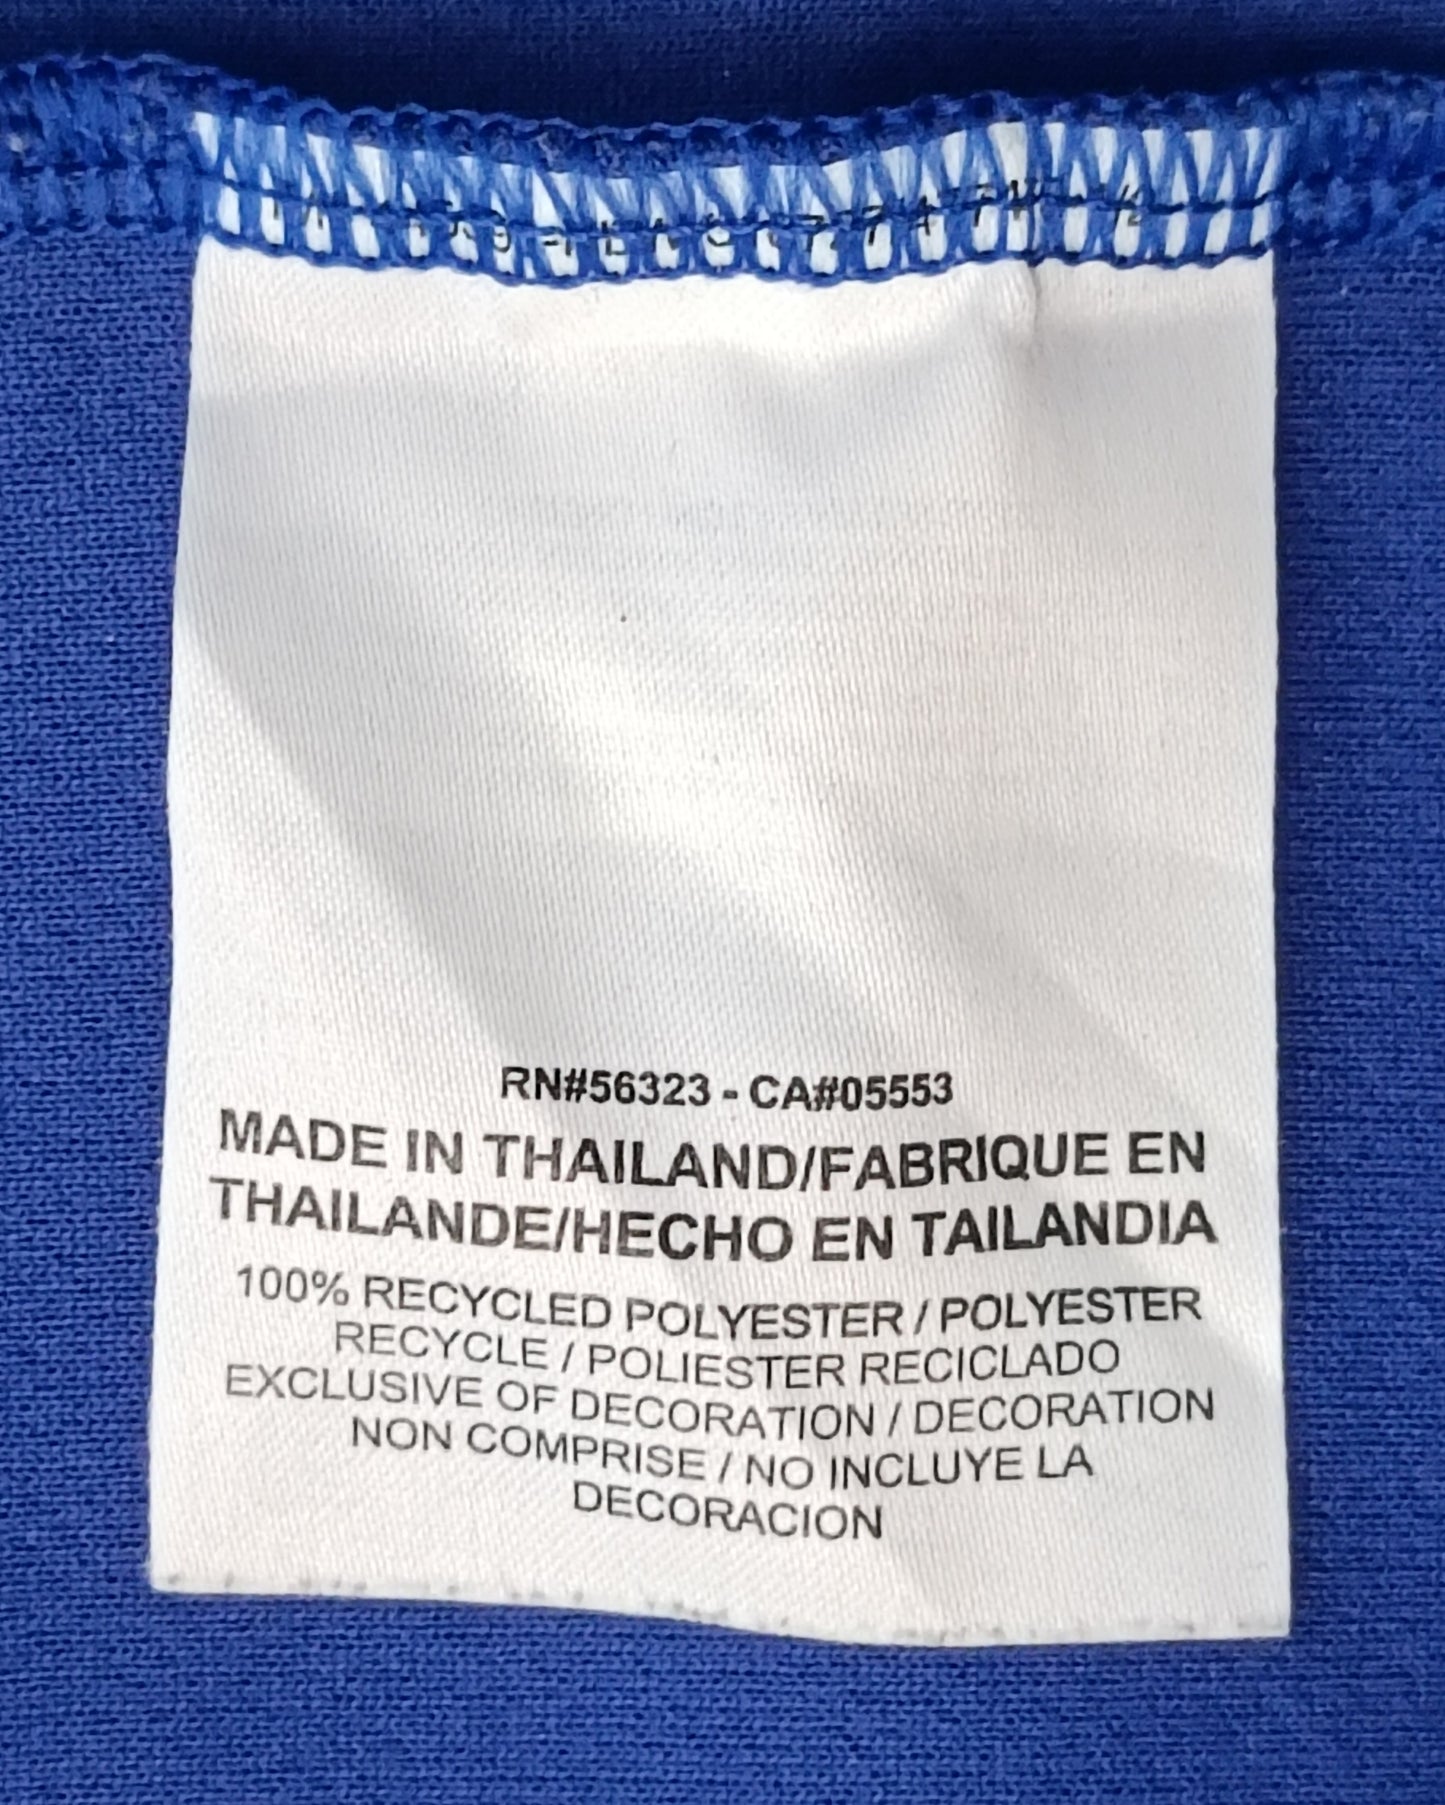 RN#56323 - CA#05553
MADE IN THAILAND/FABRIQUE EN
THAILANDE/HECHO EN TAILANDIA
100% RECYCLED POLYESTER / POLYESTER
RECYCLE / POLIESTER RECICLADO
EXCLUSIVE OF DECORATION / DECORATION
NON COMPRISE / NO INCLUYE LA
DECORACION